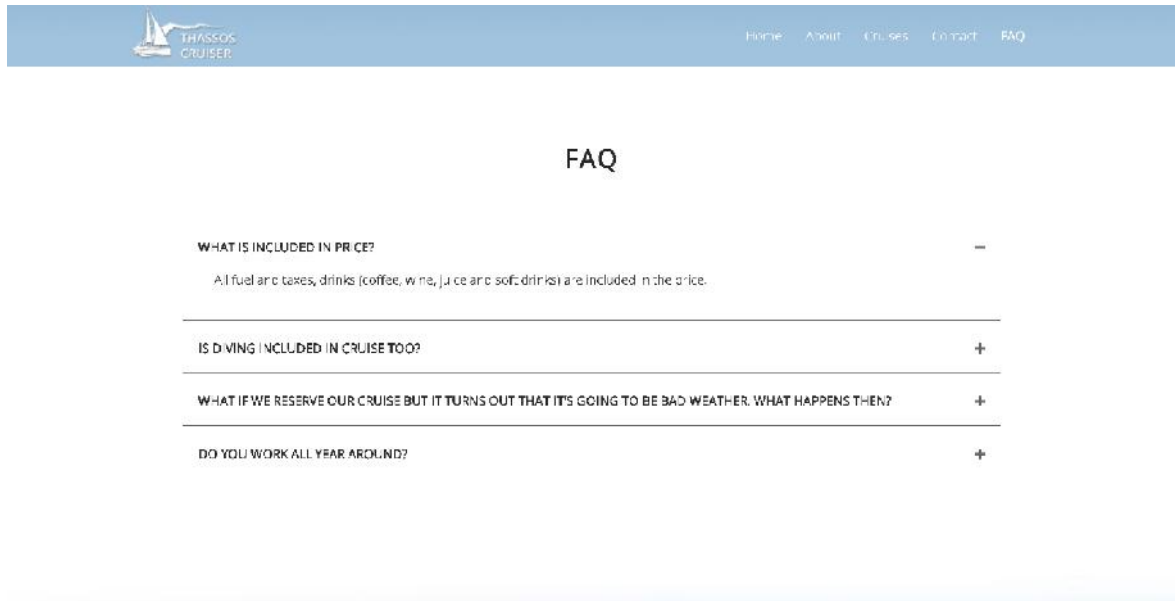 THASSOS
CRUISER
Home About Cruises Contact FAQ
FAQ
WHAT IS INCLUDED IN PRICE?
All fuel and taxes, drinks (coffee, wine, juice and soft drinks) are included in the price.
IS DIVING INCLUDED IN CRUISE TOO?
WHAT IF WE RESERVE OUR CRUISE BUT IT TURNS OUT THAT IT'S GOING TO BE BAD WEATHER. WHAT HAPPENS THEN?
DO YOU WORK ALL YEAR AROUND?